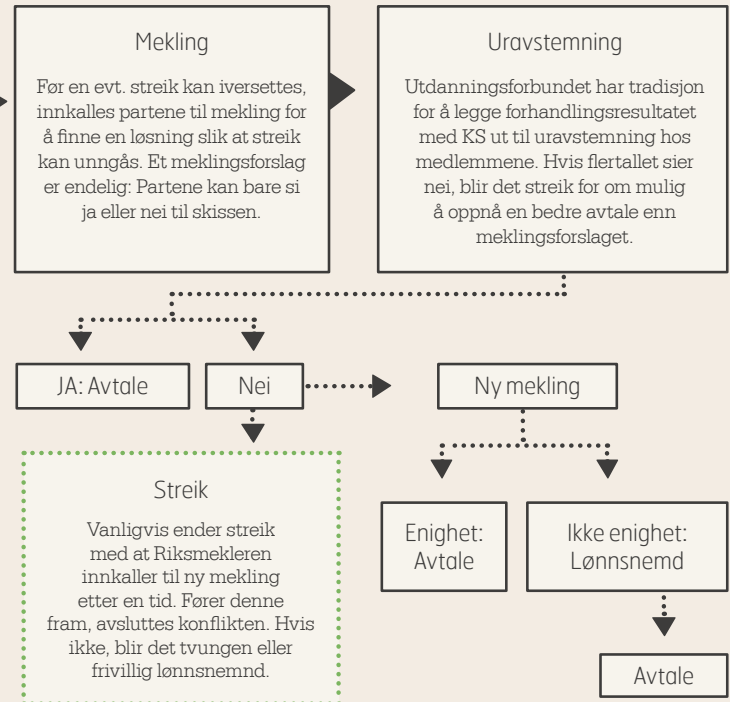 Mekling
Før en evt. streik kan iversettes,
innkalles partene til mekling for
å finne en løsning slik at streik
kan unngås. Et meklingsforslag
er endelig: Partene kan bare si
ja eller nei til skissen.
Uravstemning
Utdanningsforbundet har tradisjon
for å legge forhandlingsresultatet
med KS ut til uravstemning hos
medlemmene. Hvis flertallet sier
nei, blir det streik for om mulig
å oppnå en bedre avtale enn
meklingsforslaget.
JA: Avtale
Nei
Ny mekling
Streik
Vanligvis ender streik
med at Riksmekleren
innkaller til ny mekling
etter en tid. Fører denne
fram, avsluttes konflikten. Hvis
ikke, blir det tvungen eller
frivillig lønnsnemnd.
Enighet:
Avtale
Ikke enighet:
Lønnsnemd
Avtale